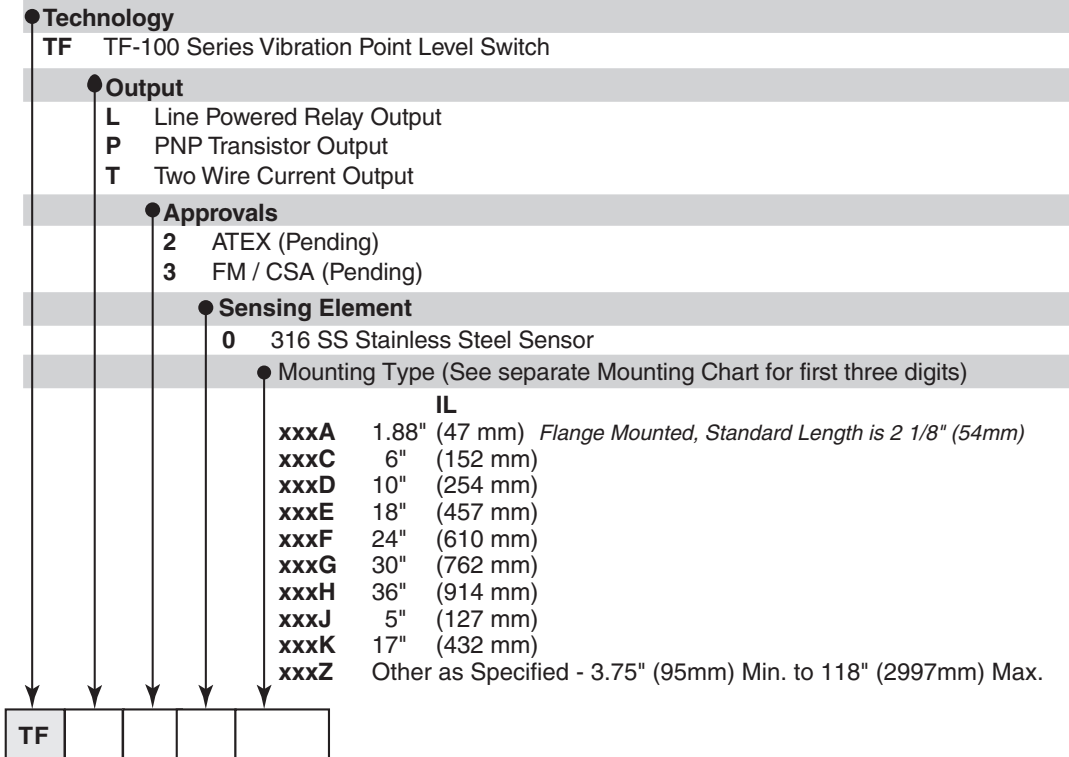 Technology
TF TF-100 Series Vibration Point Level Switch
Output
L Line Powered Relay Output
P PNP Transistor Output
T Two Wire Current Output
Approvals
2 ATEX (Pending)
3 FM / CSA (Pending)
Sensing Element
0 316 SS Stainless Steel Sensor
Mounting Type (See separate Mounting Chart for first three digits)
IL
xxxA 1.88" (47 mm) Flange Mounted, Standard Length is 2 1/8" (54mm)
xxxC 6" (152 mm)
xxxD 10" (254 mm)
xxxE 18" (457 mm)
xxxF 24" (610 mm)
xxxG 30" (762 mm)
xxxH 36" (914 mm)
xxxJ 5" (127 mm)
xxxK 17" (432 mm)
xxxZ Other as Specified - 3.75" (95mm) Min. to 118" (2997mm) Max.
TF